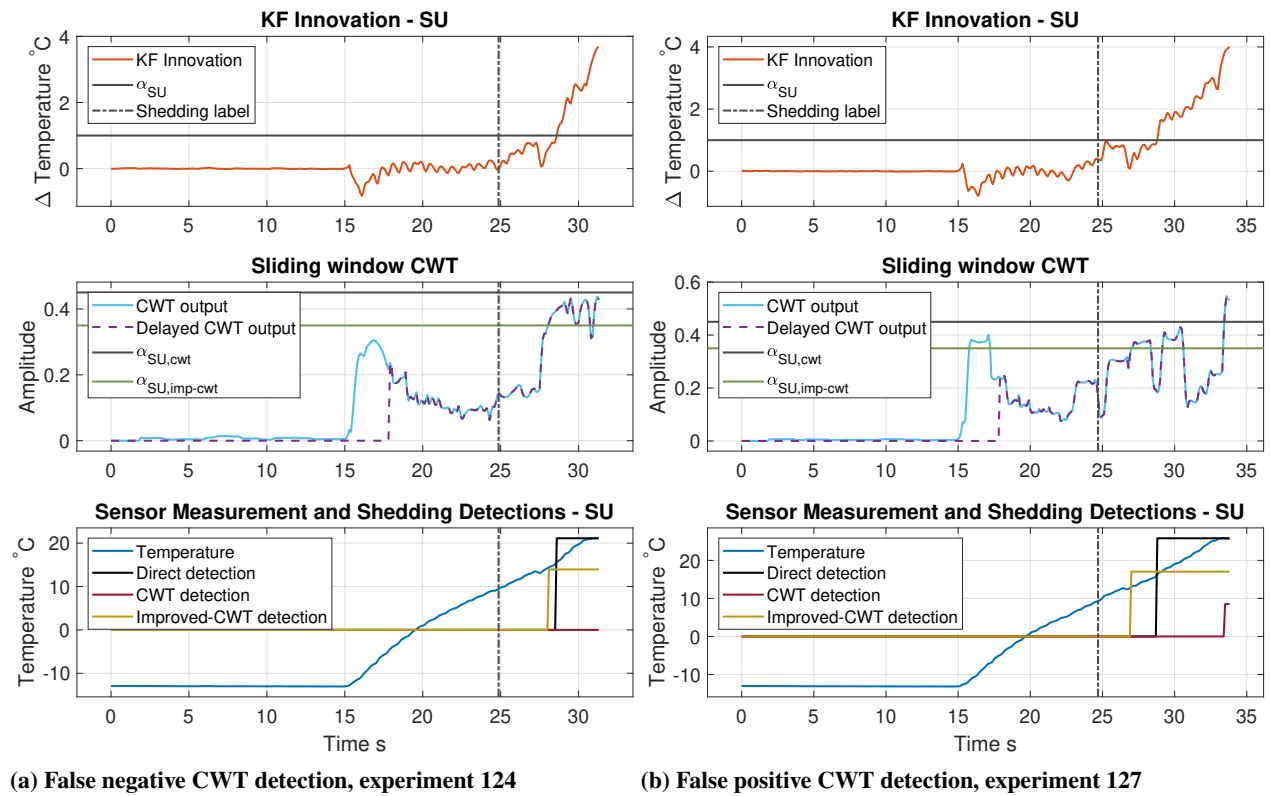 KF Innovation - SU
Δ Temperature °C
4
2
0
KF Innovation
α_SU
Shedding label
0 5 10 15 20 25 30
Sliding window CWT
Amplitude
0.4
0.2
0
CWT output
Delayed CWT output
α_SU,cwt
α_SU,imp-cwt
0 5 10 15 20 25 30
Sensor Measurement and Shedding Detections - SU
Temperature °C
20
10
0
-10
Temperature
Direct detection
CWT detection
Improved-CWT detection
0 5 10 15 20 25 30
Time s
(a) False negative CWT detection, experiment 124
KF Innovation - SU
Δ Temperature °C
4
2
0
KF Innovation
α_SU
Shedding label
0 5 10 15 20 25 30 35
Sliding window CWT
Amplitude
0.6
0.4
0.2
0
CWT output
Delayed CWT output
α_SU,cwt
α_SU,imp-cwt
0 5 10 15 20 25 30 35
Sensor Measurement and Shedding Detections - SU
Temperature °C
20
10
0
-10
Temperature
Direct detection
CWT detection
Improved-CWT detection
0 5 10 15 20 25 30 35
Time s
(b) False positive CWT detection, experiment 127